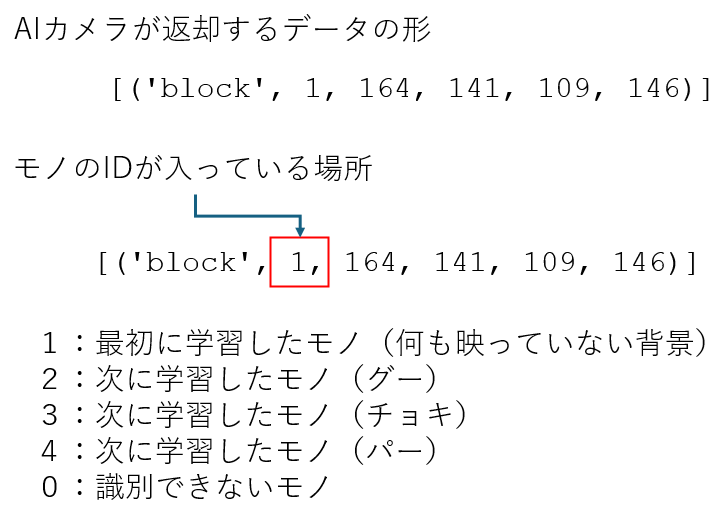 AIカメラが返却するデータの形
[('block', 1, 164, 141, 109, 146)]
モノのIDが入っている場所
[('block', 1, 164, 141, 109, 146)]
1：最初に学習したモノ（何も映っていない背景）
2：次に学習したモノ（グー）
3：次に学習したモノ（チョキ）
4：次に学習したモノ（パー）
0：識別できないモノ